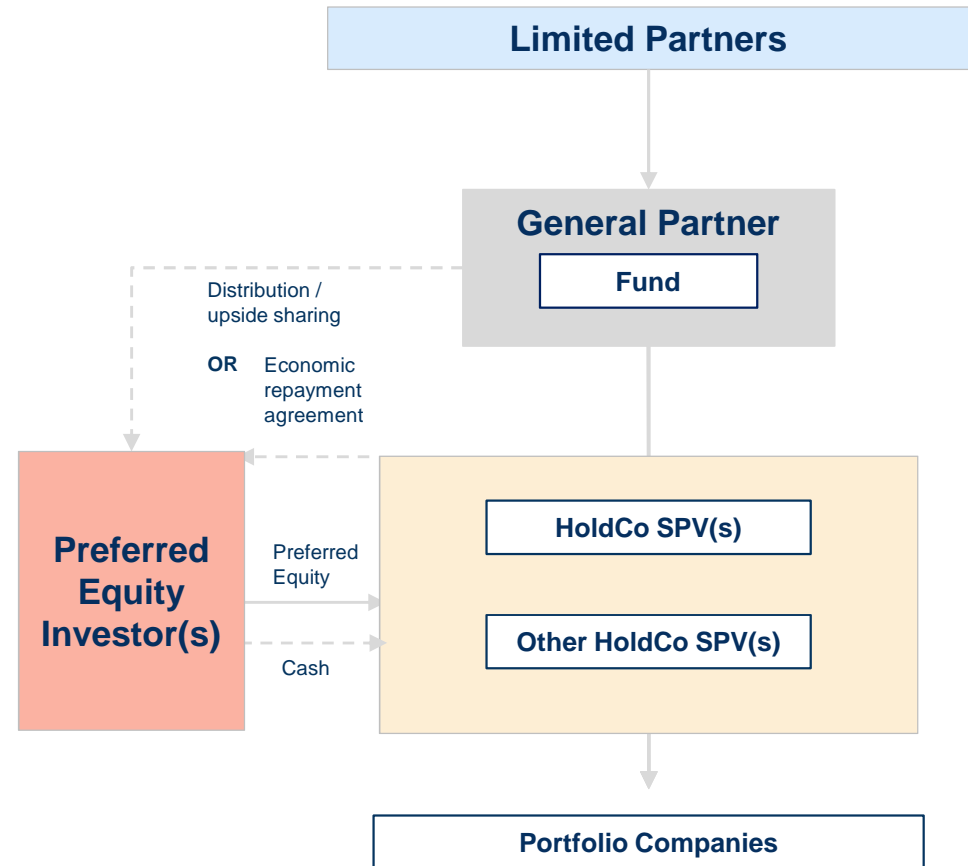 Limited Partners
General Partner
Fund
Distribution /
upside sharing
OR Economic
repayment
agreement
Preferred
Equity
Investor(s)
Preferred
Equity
Cash
HoldCo SPV(s)
Other HoldCo SPV(s)
Portfolio Companies